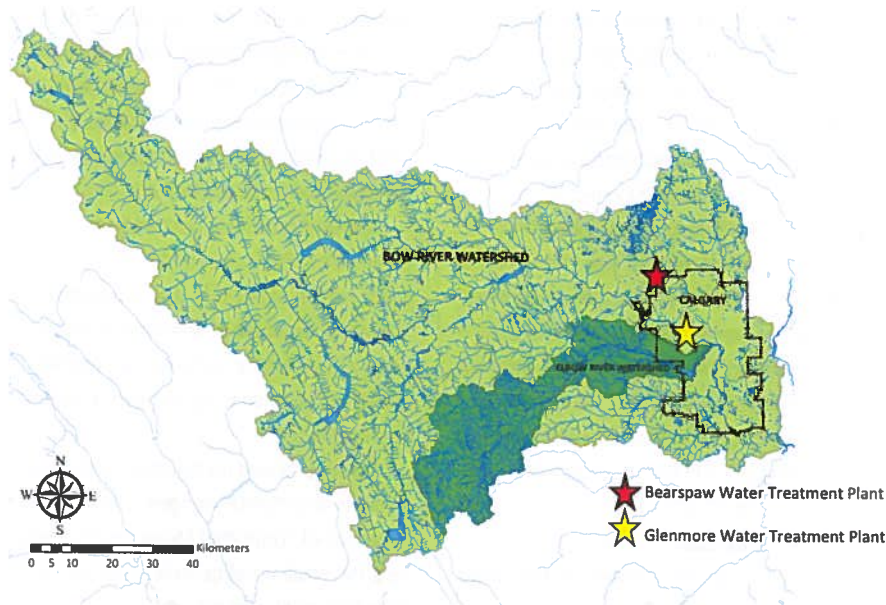 BOW RIVER WATERSHED
CALGARY
ELBOW RIVER WATERSHED
N
W E
S
Kilometers
0 5 10 20 30 40
Bearspaw Water Treatment Plant
Glenmore Water Treatment Plant